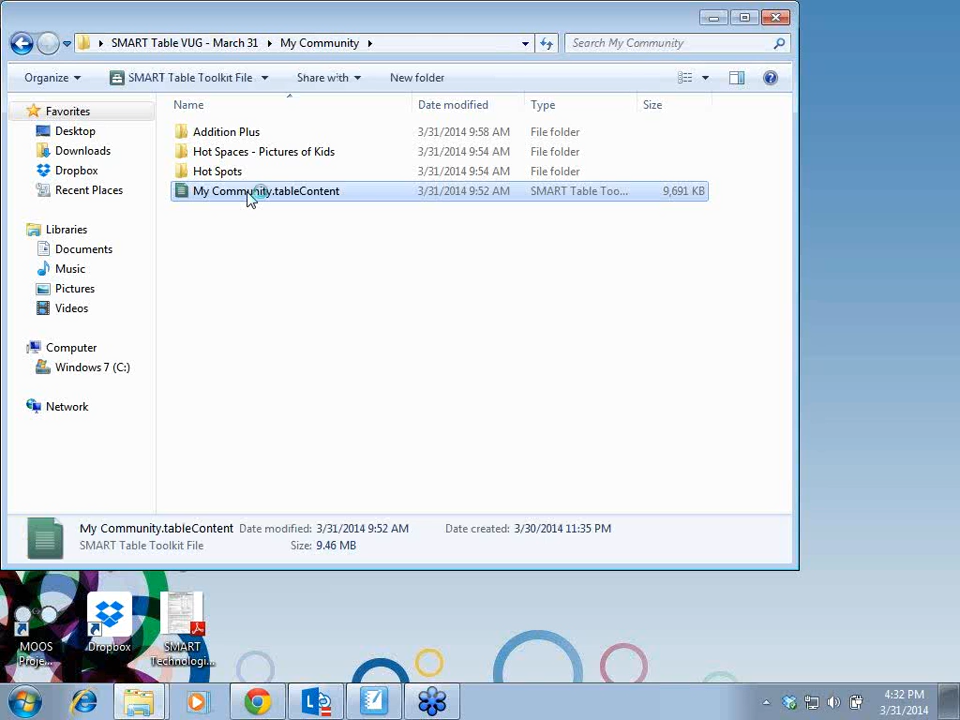 SMART Table VUG - March 31 My Community
Search My Community
Organize SMART Table Toolkit File Share with New folder
Name Date modified Type Size
Favorites
Desktop
Downloads
Dropbox
Recent Places
Libraries
Documents
Music
Pictures
Videos
Computer
Windows 7 (C:)
Network
Addition Plus 3/31/2014 9:58 AM File folder
Hot Spaces - Pictures of Kids 3/31/2014 9:54 AM File folder
Hot Spots 3/31/2014 9:54 AM File folder
My Community.tableContent 3/31/2014 9:52 AM SMART Table Too... 9,691 KB
My Community.tableContent Date modified: 3/31/2014 9:52 AM Date created: 3/30/2014 11:35 PM
SMART Table Toolkit File Size: 9.46 MB
MOOS
Proje...
Dropbox
SMART
Technologi...
4:32 PM
3/31/2014